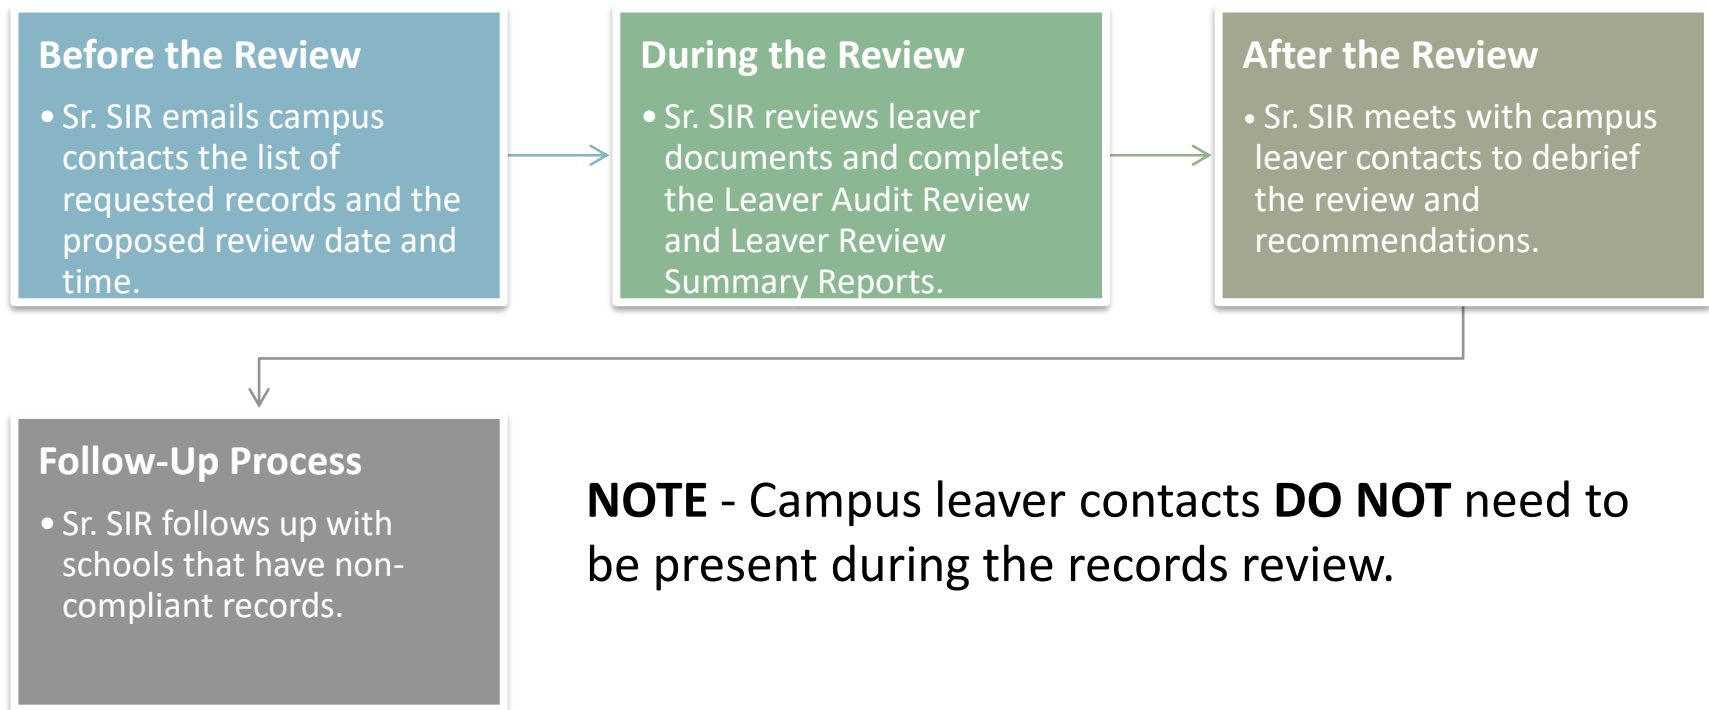 Before the Review
• Sr. SIR emails campus
contacts the list of
requested records and the
proposed review date and
time.
During the Review
• Sr. SIR reviews leaver
documents and completes
the Leaver Audit Review
and Leaver Review
Summary Reports.
After the Review
• Sr. SIR meets with campus
leaver contacts to debrief
the review and
recommendations.
Follow-Up Process
• Sr. SIR follows up with
schools that have non-
compliant records.
NOTE - Campus leaver contacts DO NOT need to
be present during the records review.